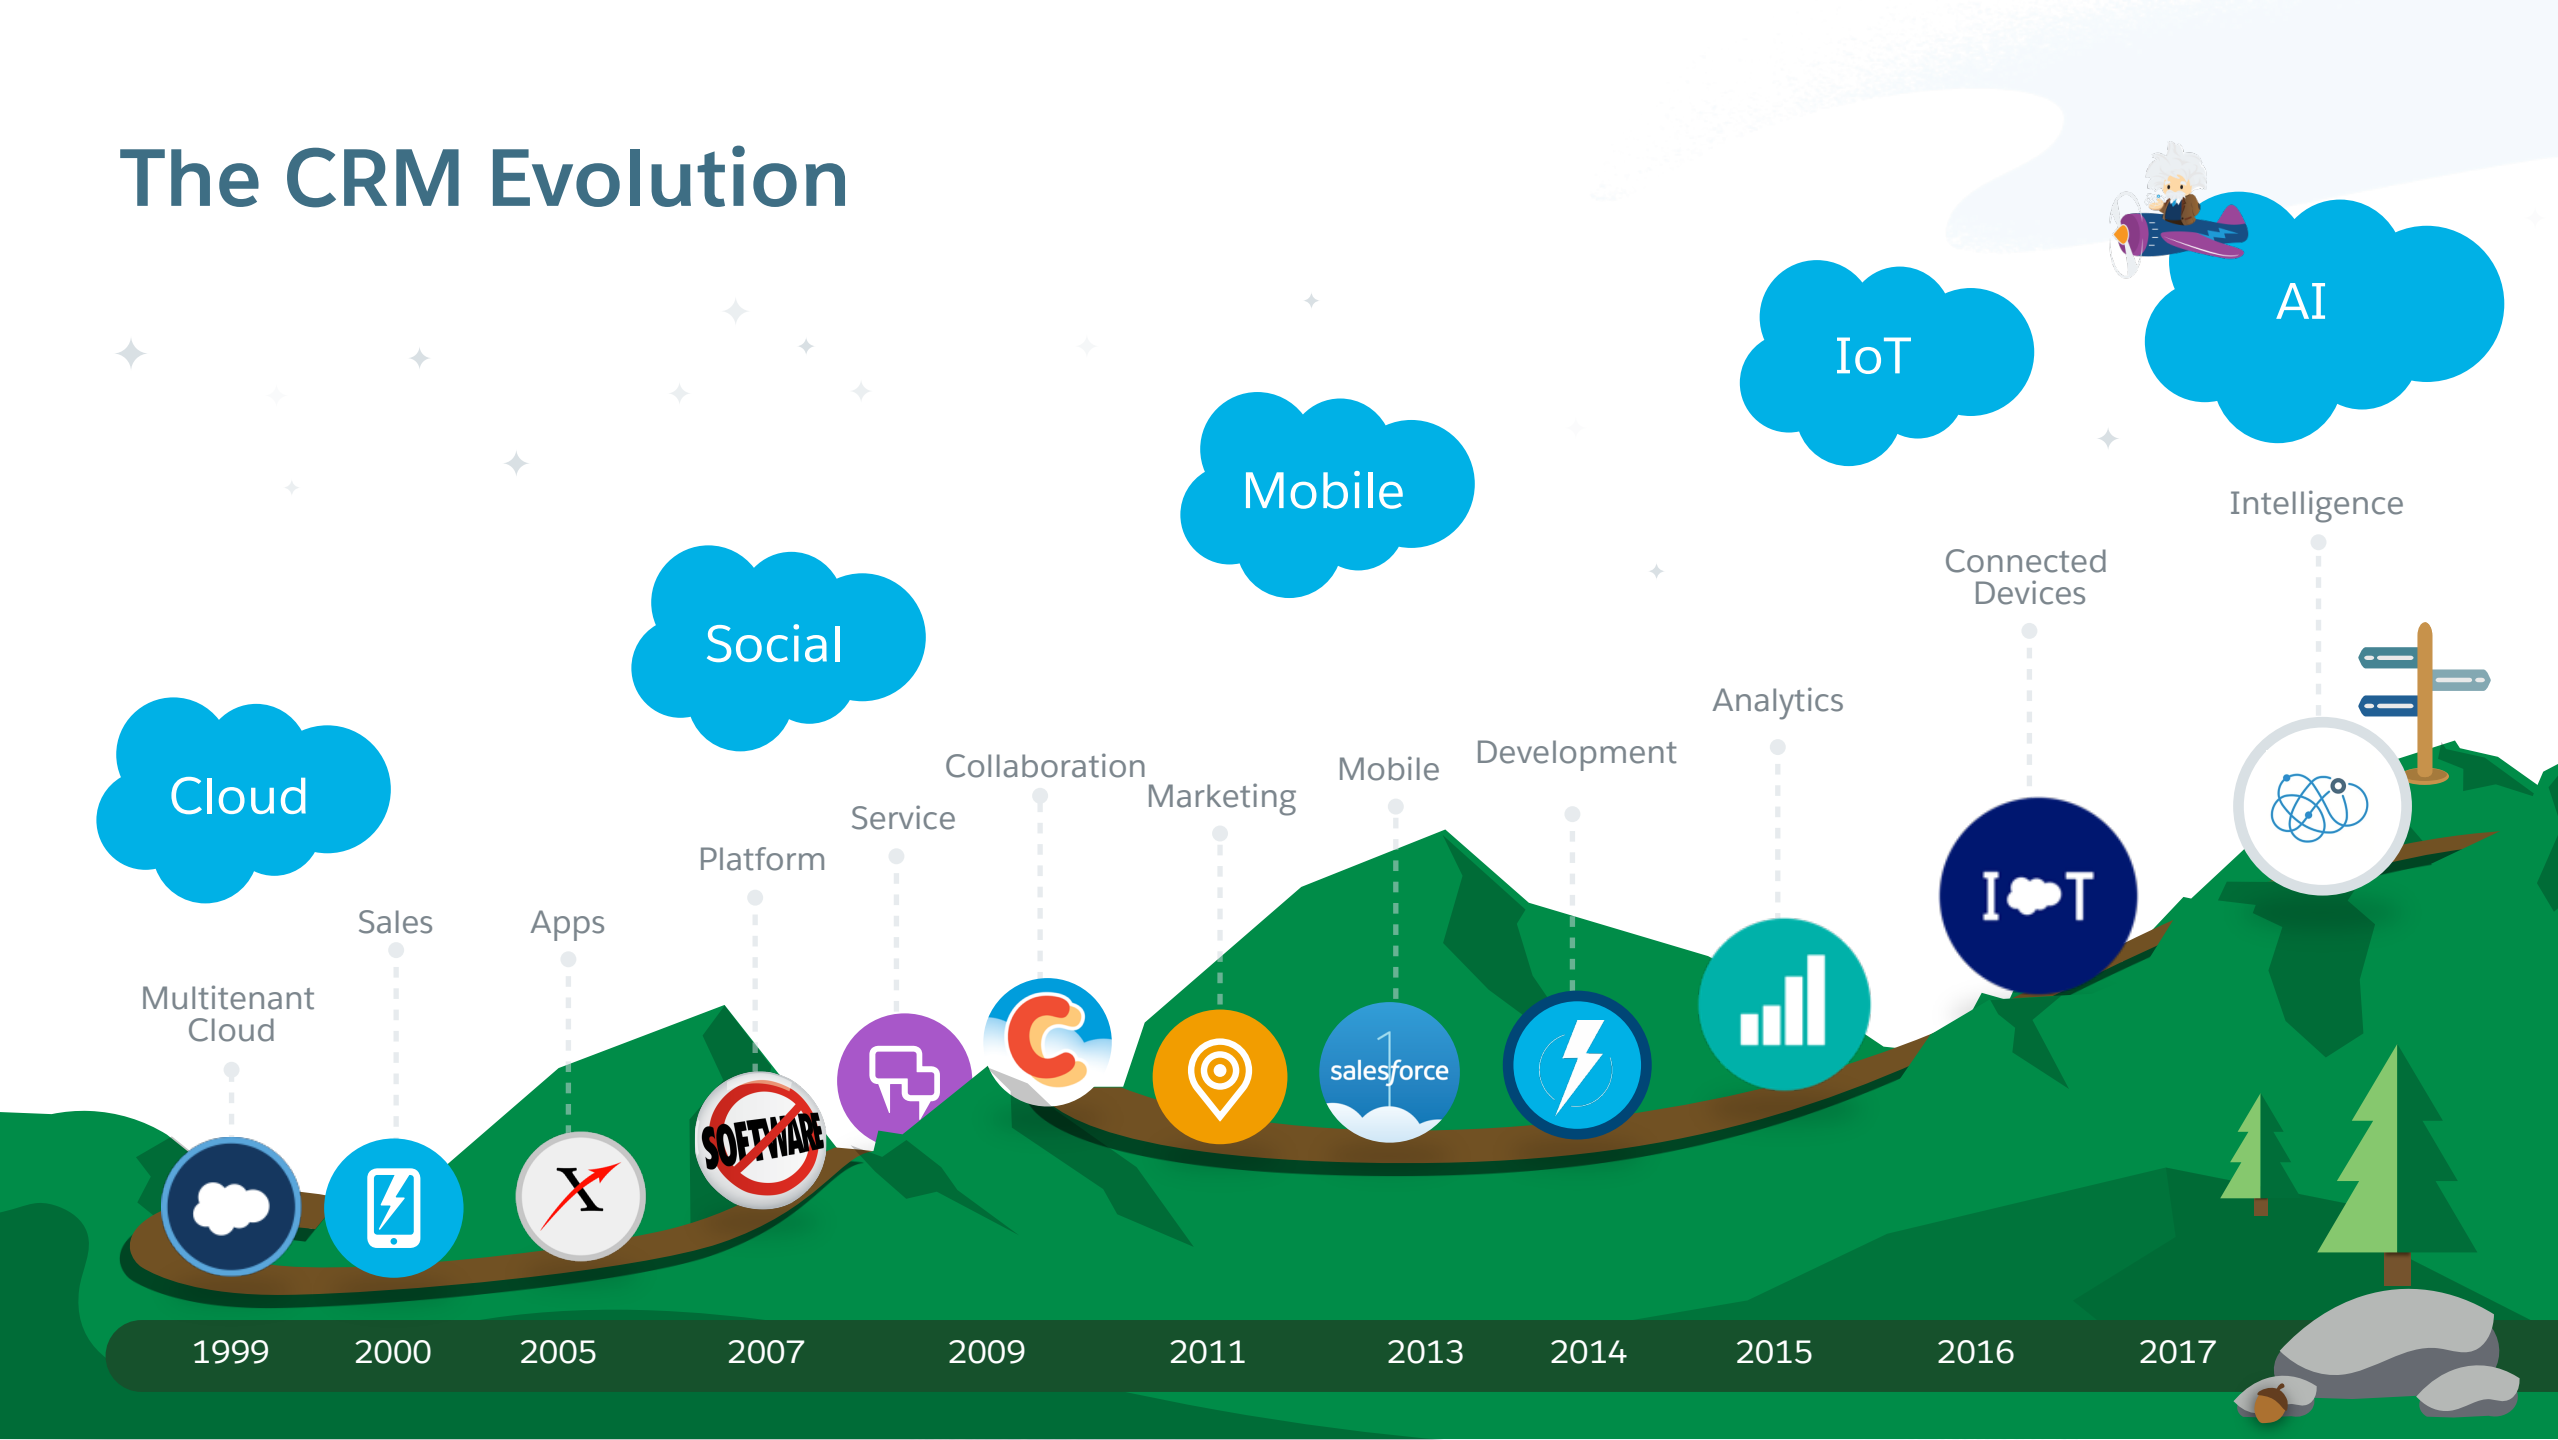 The CRM Evolution
AI
IoT
Mobile
Social
Cloud
Intelligence
Connected
Devices
Analytics
Development
Mobile
Marketing
Collaboration
Service
Platform
Apps
Sales
Multitenant
Cloud
X
SOFTWARE
C
1
salesforce
I T
1999 2000 2005 2007 2009 2011 2013 2014 2015 2016 2017